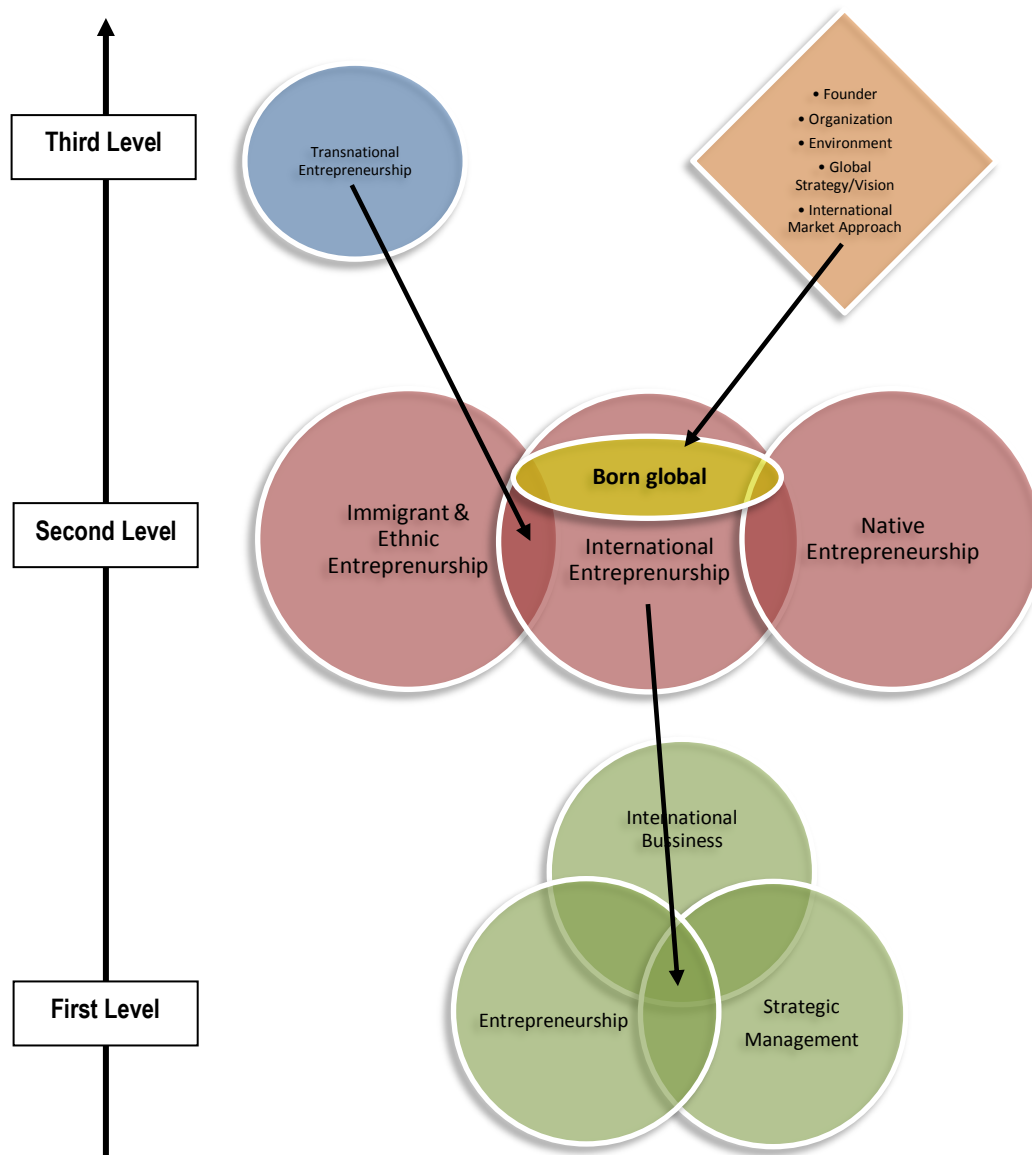 Third Level
Transnational
Entrepreneurship
• Founder
• Organization
• Environment
• Global
Strategy/Vision
• International
Market Approach
Second Level
Immigrant &
Ethnic
Entreprenurship
Born global
International
Entreprenurship
Native
Entrepreneurship
First Level
International
Bussiness
Entrepreneurship
Strategic
Management